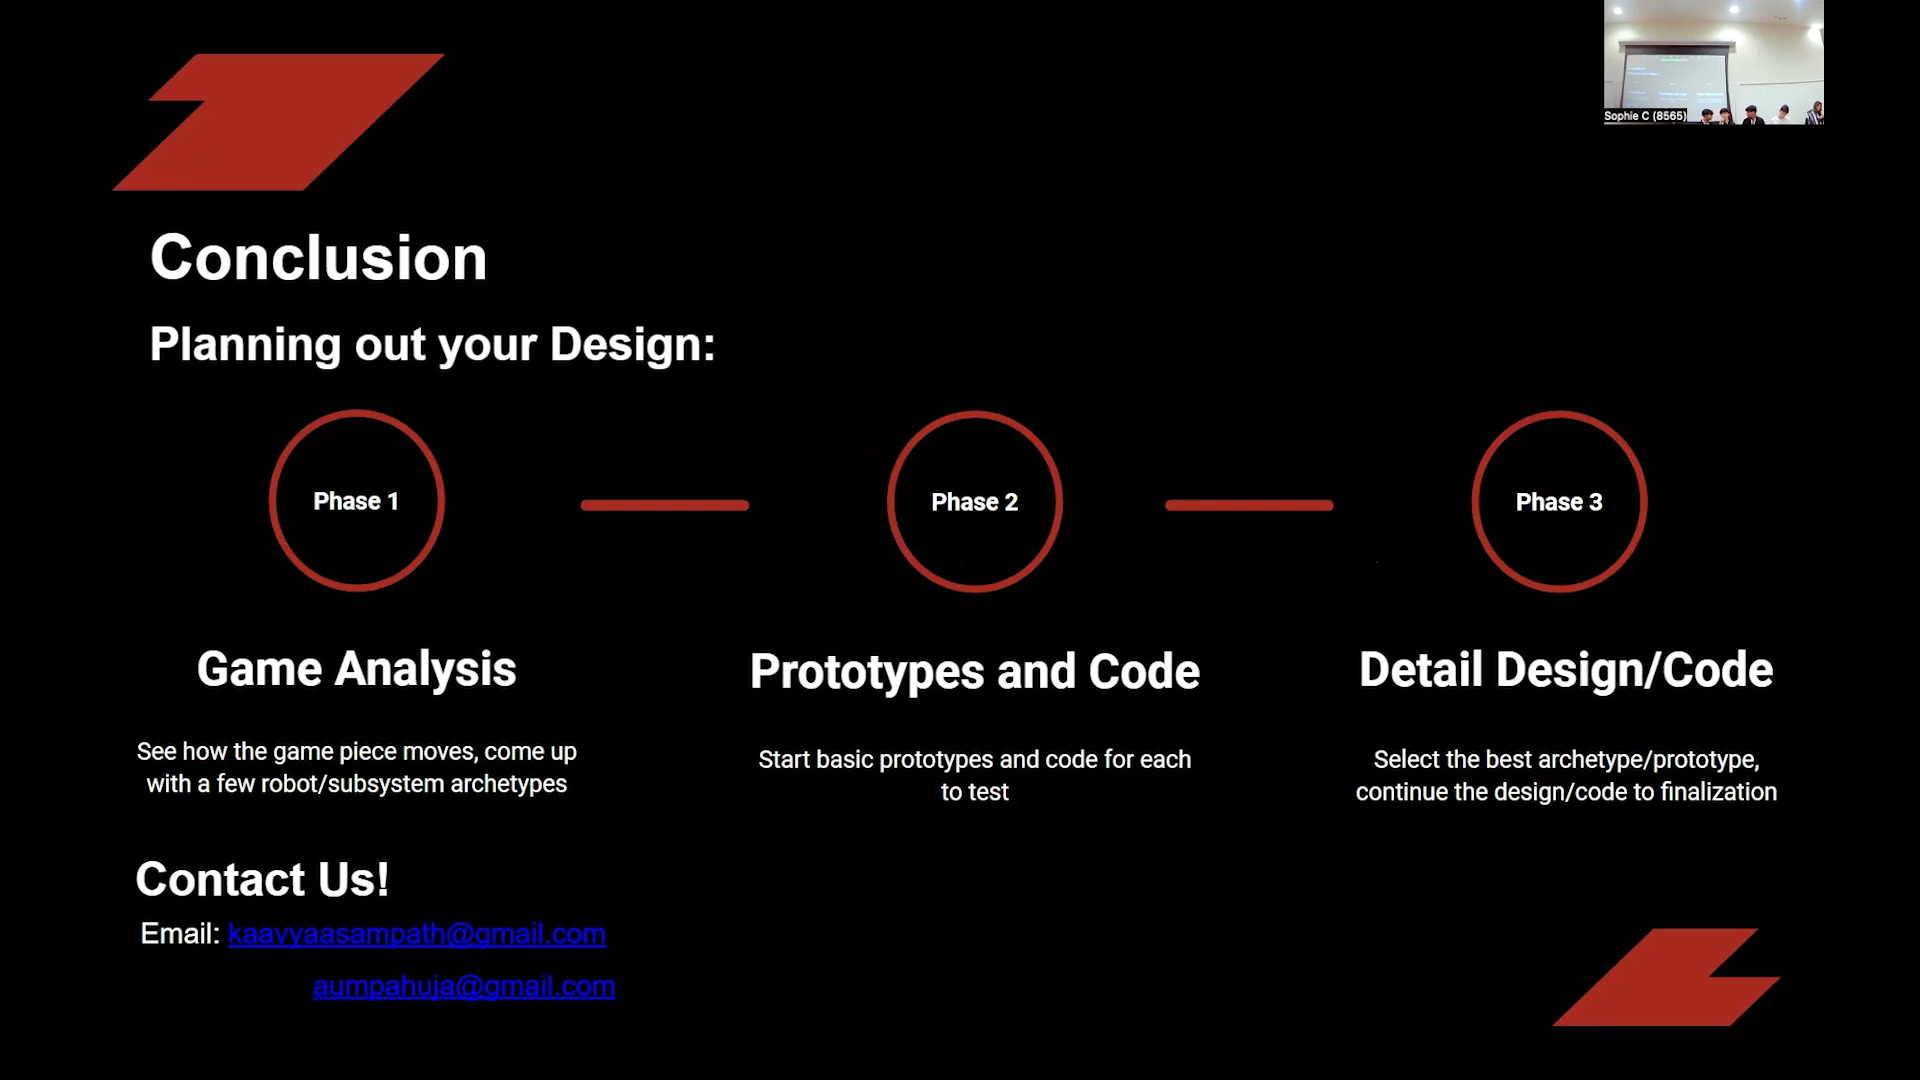 Sophie C (8565)
Conclusion
Planning out your Design:
Phase 1
Phase 2
Phase 3
Game Analysis
Prototypes and Code
Detail Design/Code
See how the game piece moves, come up
with a few robot/subsystem archetypes
Start basic prototypes and code for each
to test
Select the best archetype/prototype,
continue the design/code to finalization
Contact Us!
Email: kaavyaasampath@gmail.com
aumpahuja@gmail.com